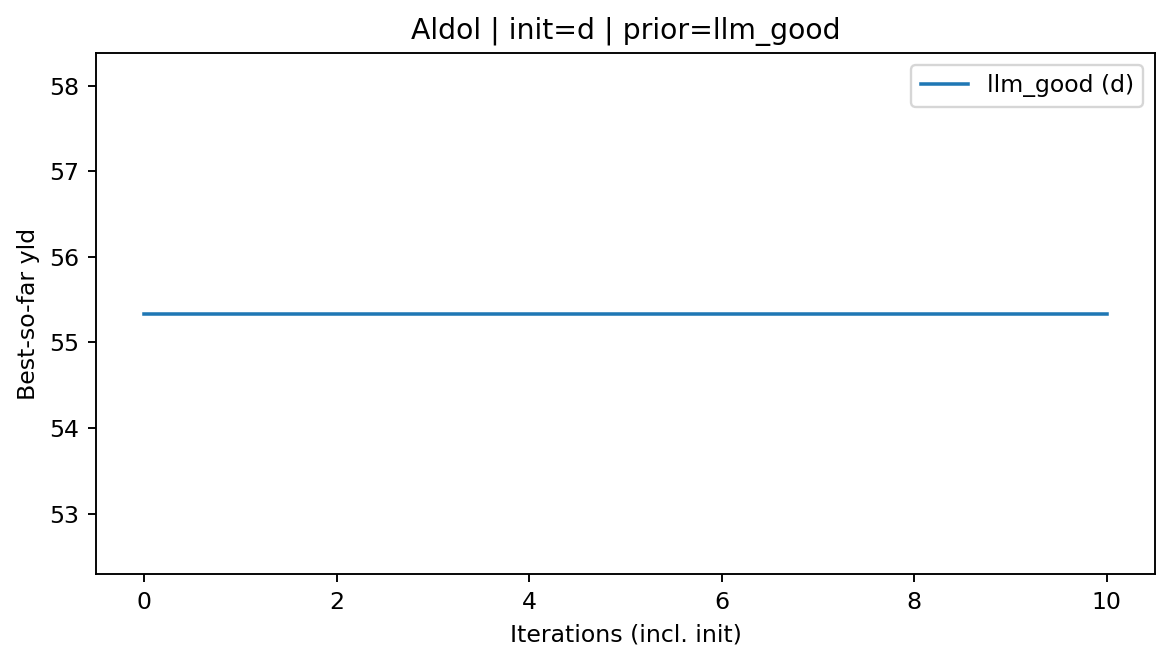 Aldol | init=d | prior=llm_good
llm_good (d)
Best-so-far yld
58
57
56
55
54
53
0 2 4 6 8 10
Iterations (incl. init)